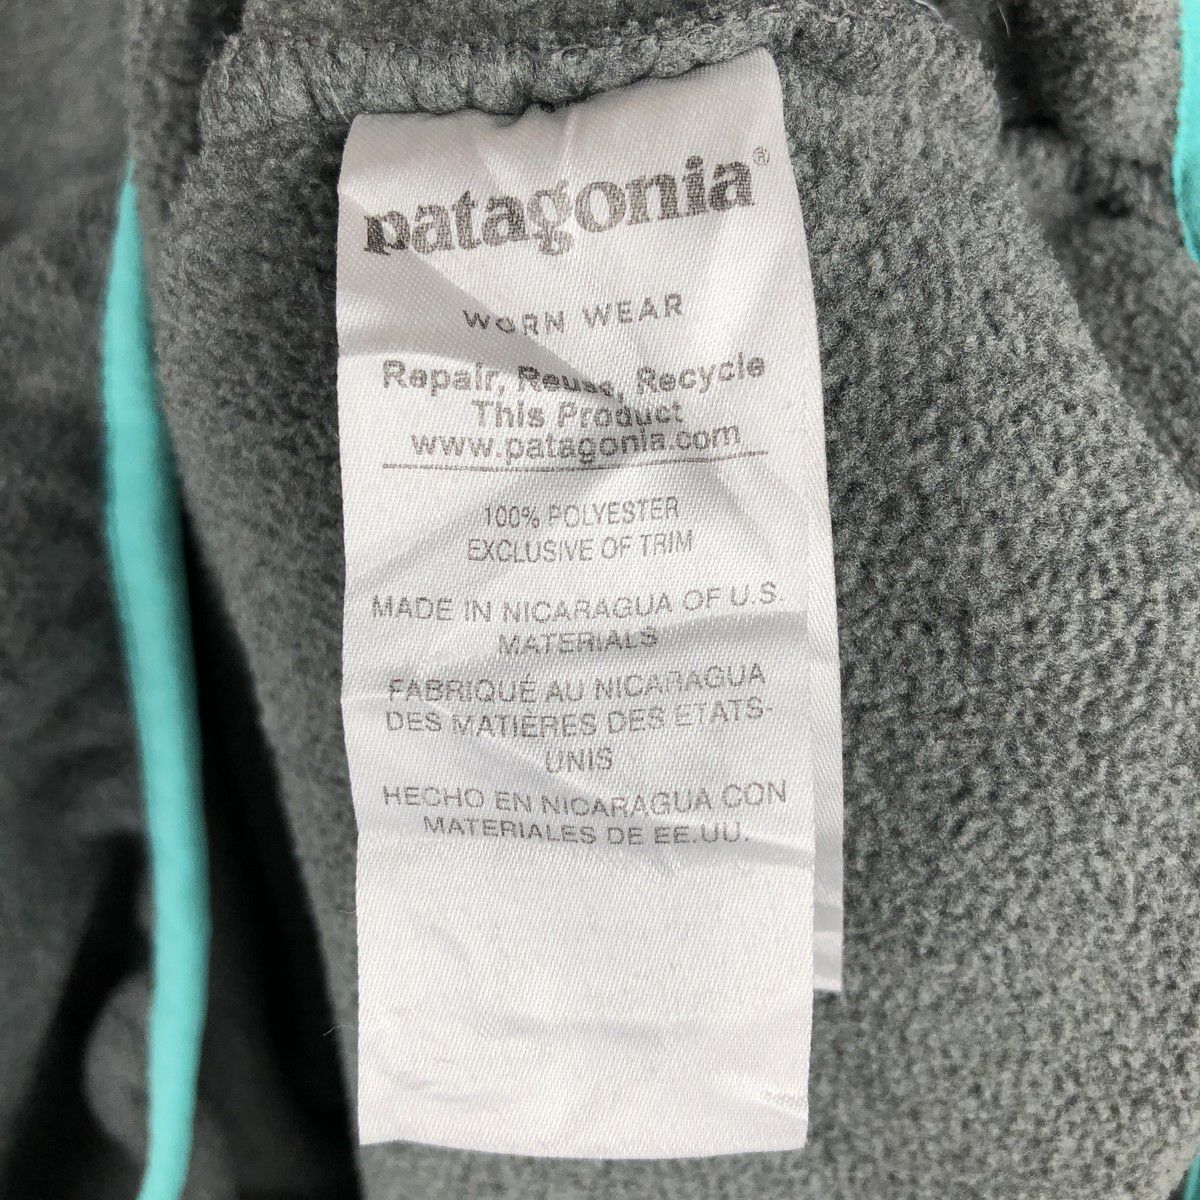 patagonia®
WORN WEAR
Repair, Reuse, Recycle
This Product
www.patagonia.com
100% POLYESTER
EXCLUSIVE OF TRIM
MADE IN NICARAGUA OF U.S.
MATERIALS
FABRIQUÉ AU NICARAGUA
DES MATIÈRES DES ETATS-
UNIS
HECHO EN NICARAGUA CON
MATERIALES DE EE.UU.